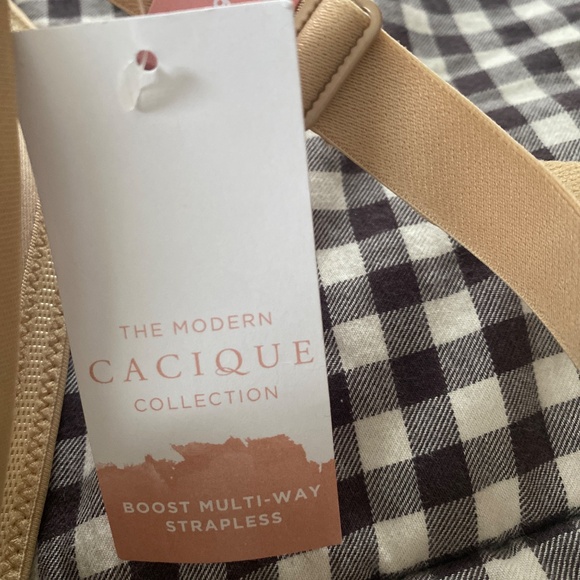 THE MODERN
CACIQUE
COLLECTION
BOOST MULTI-WAY
STRAPLESS